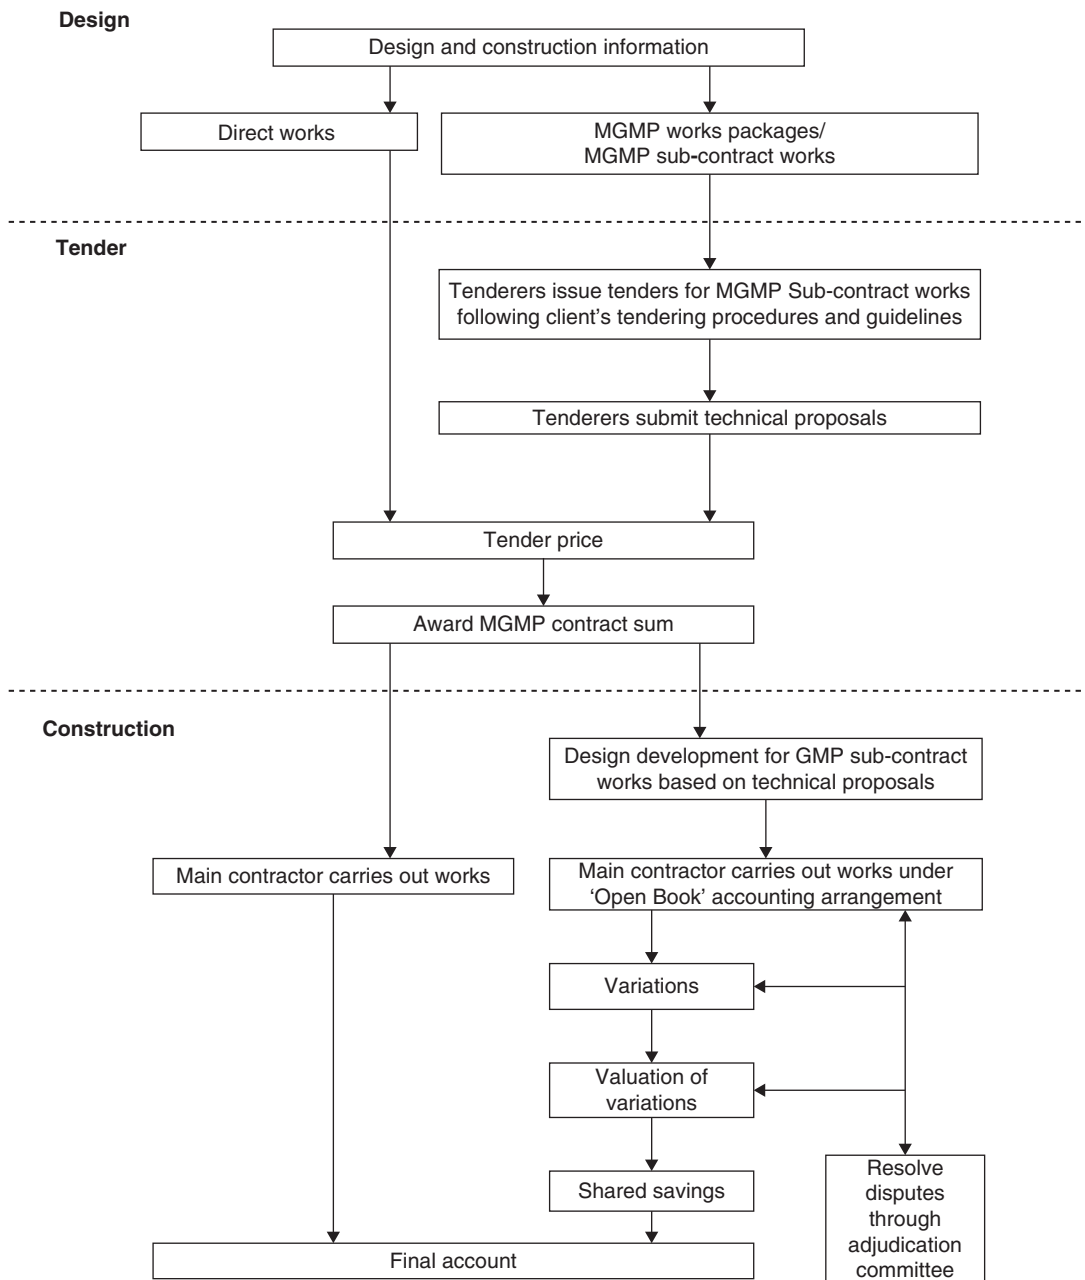 Design
Design and construction information
Direct works
MGMP works packages/
MGMP sub-contract works
Tender
Tenderers issue tenders for MGMP Sub-contract works
following client's tendering procedures and guidelines
Tenderers submit technical proposals
Tender price
Award MGMP contract sum
Construction
Design development for GMP sub-contract
works based on technical proposals
Main contractor carries out works
Main contractor carries out works under
‘Open Book’ accounting arrangement
Variations
Valuation of
variations
Shared savings
Resolve
disputes
through
adjudication
committee
Final account